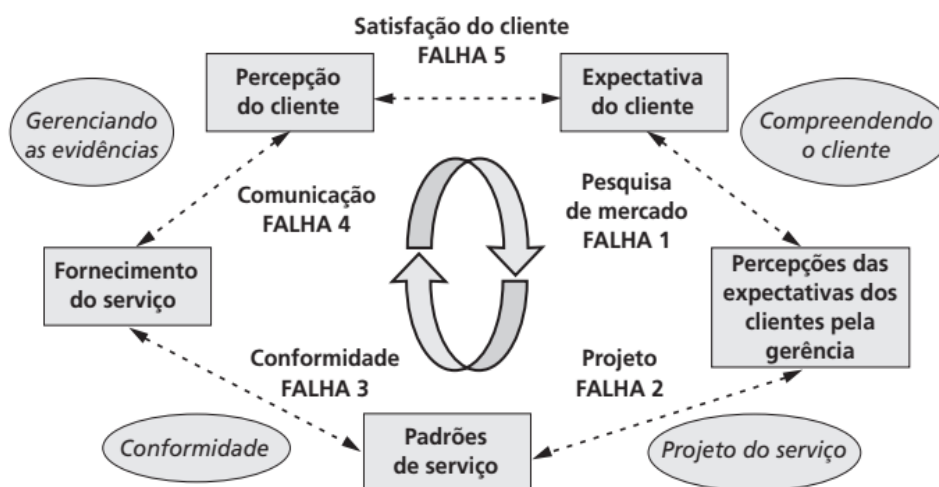 Satisfação do cliente
FALHA 5
Percepção
do cliente
Expectativa
do cliente
Gerenciando
as evidências
Compreendendo
o cliente
Comunicação
FALHA 4
Pesquisa
de mercado
FALHA 1
Fornecimento
do serviço
Percepções das
expectativas dos
clientes pela
gerência
Conformidade
FALHA 3
Projeto
FALHA 2
Conformidade
Padrões
de serviço
Projeto do serviço